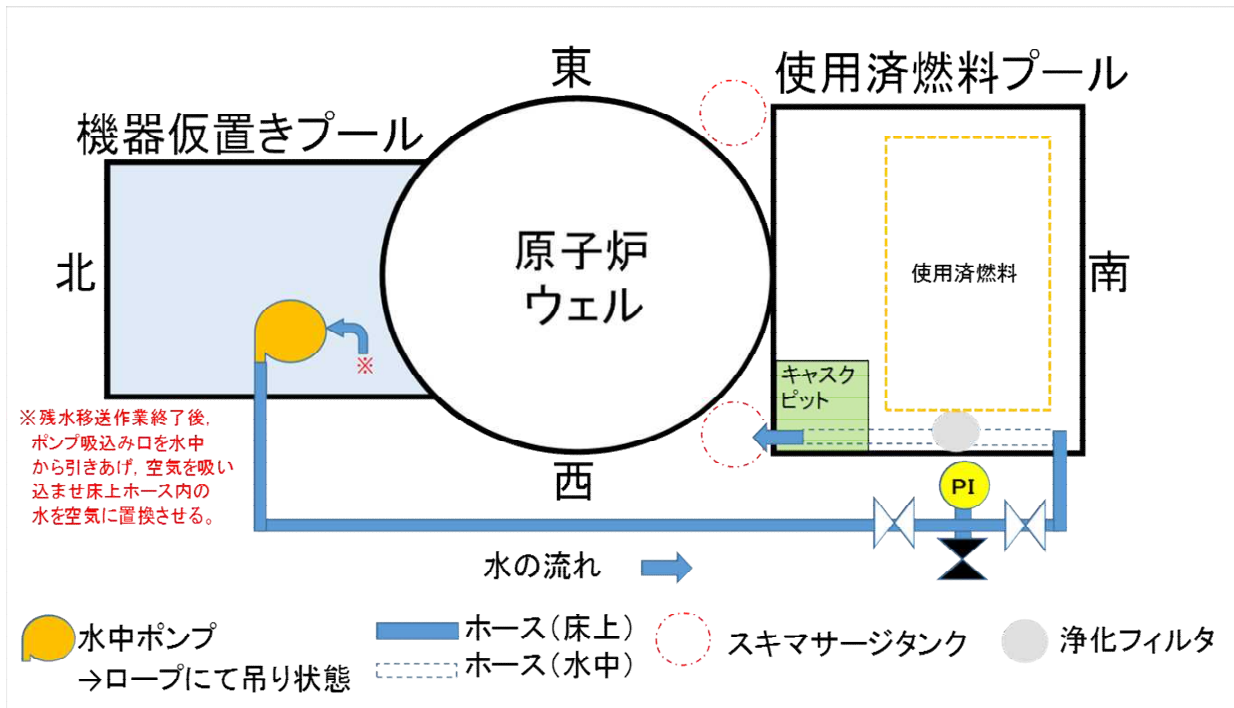 東
使用済燃料プール
機器仮置きプール
北
原子炉
ウェル
使用済燃料
南
キャスク
ピット
※
※残水移送作業終了後,
ポンプ吸込み口を水中
から引きあげ, 空気を吸い
込ませ床上ホース内の
水を空気に置換させる。
西
PI
水の流れ
水中ポンプ
→ロープにて吊り状態
ホース(床上)
ホース(水中)
スキマサージタンク
浄化フィルタ